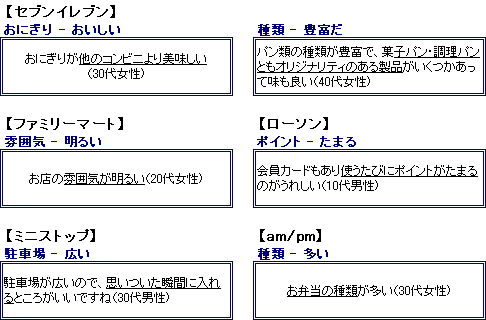 【セブンイレブン】
おにぎり － おいしい
おにぎりが他のコンビニより美味しい
(30代女性)
種類 － 豊富だ
パン類の種類が豊富で、菓子パン・調理パン
ともオリジナリティのある製品がいくつかあっ
て味も良い(40代女性)
【ファミリーマート】
雰囲気 － 明るい
お店の雰囲気が明るい(20代女性)
【ローソン】
ポイント － たまる
会員カードもあり使うたびにポイントがたまる
のがうれしい(10代男性)
【ミニストップ】
駐車場 － 広い
駐車場が広いので、思いついた瞬間に入れ
るところがいいですね(30代男性)
【am/pm】
種類 － 多い
お弁当の種類が多い(30代女性)